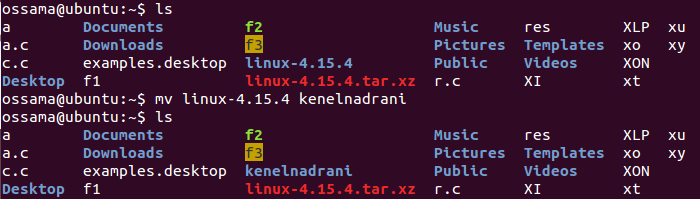 ossama@ubuntu:~$ ls
a Documents f2 Music res XLP xu
a.c Downloads f3 Pictures Templates xo xy
c.c examples.desktop linux-4.15.4 Public Videos XON
Desktop f1 linux-4.15.4.tar.xz r.c XI xt
ossama@ubuntu:~$ mv linux-4.15.4 kenelnadrani
ossama@ubuntu:~$ ls
a Documents f2 Music res XLP xu
a.c Downloads f3 Pictures Templates xo xy
c.c examples.desktop kenelnadrani Public Videos XON
Desktop f1 linux-4.15.4.tar.xz r.c XI xt